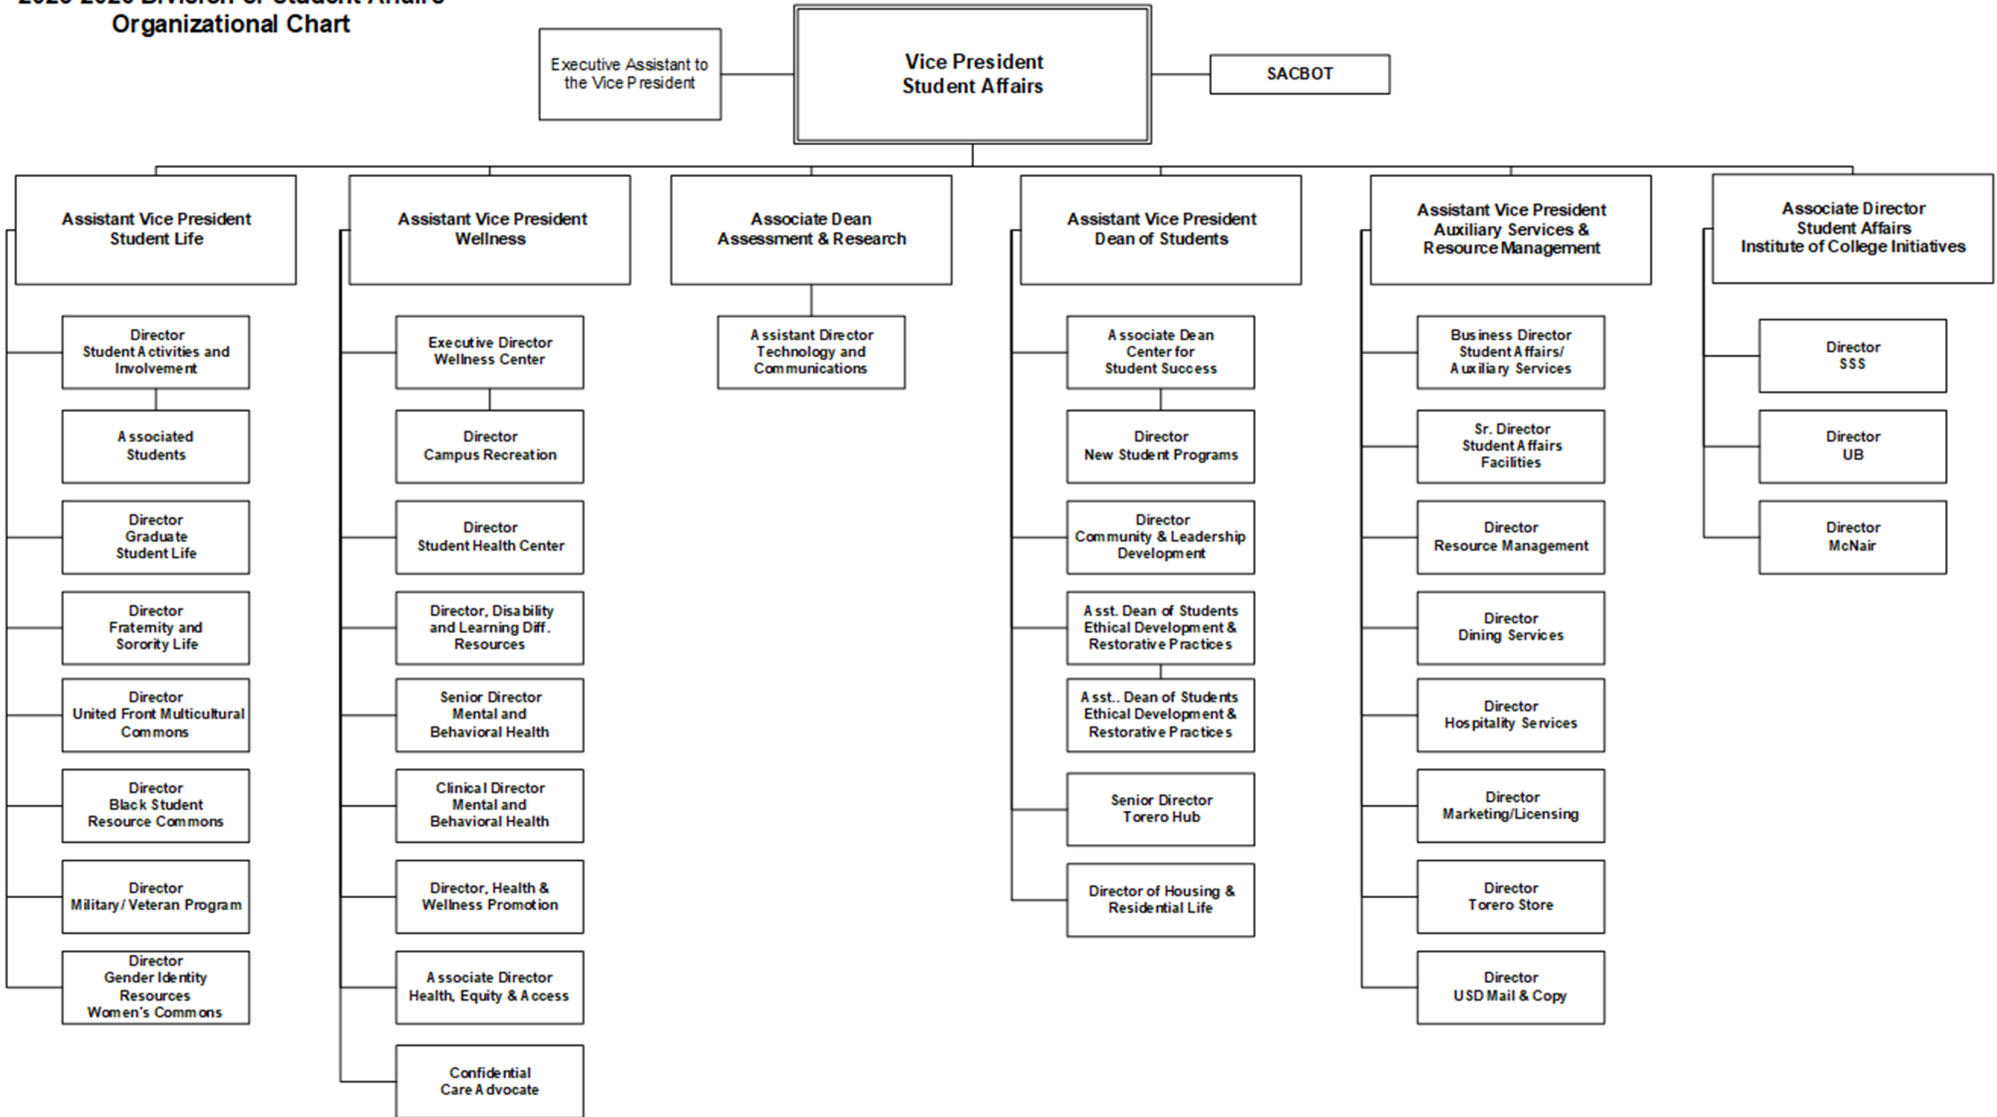 Organizational Chart
Executive Assistant to
the Vice President
Vice President
Student Affairs
SACBOT
Assistant Vice President
Student Life
Director
Student Activities and
Involvement
Associated
Students
Director
Graduate
Student Life
Director
Fraternity and
Sorority Life
Director
United Front Multicultural
Commons
Director
Black Student
Resource Commons
Director
Military/ Veteran Program
Director
Gender Identity
Resources
Women's Commons
Assistant Vice President
Wellness
Executive Director
Wellness Center
Director
Campus Recreation
Director
Student Health Center
Director, Disability
and Learning Diff.
Resources
Senior Director
Mental and
Behavioral Health
Clinical Director
Mental and
Behavioral Health
Director, Health &
Wellness Promotion
Associate Director
Health, Equity & Access
Confidential
Care Advocate
Associate Dean
Assessment & Research
Assistant Director
Technology and
Communications
Assistant Vice President
Dean of Students
Associate Dean
Center for
Student Success
Director
New Student Programs
Director
Community & Leadership
Development
Asst. Dean of Students
Ethical Development &
Restorative Practices
Asst.. Dean of Students
Ethical Development &
Restorative Practices
Senior Director
Torero Hub
Director of Housing &
Residential Life
Assistant Vice President
Auxiliary Services &
Resource Management
Business Director
Student Affairs/
Auxiliary Services
Sr. Director
Student Affairs
Facilities
Director
Resource Management
Director
Dining Services
Director
Hospitality Services
Director
Marketing/Licensing
Director
Torero Store
Director
USD Mail & Copy
Associate Director
Student Affairs
Institute of College Initiatives
Director
SSS
Director
UB
Director
McNair